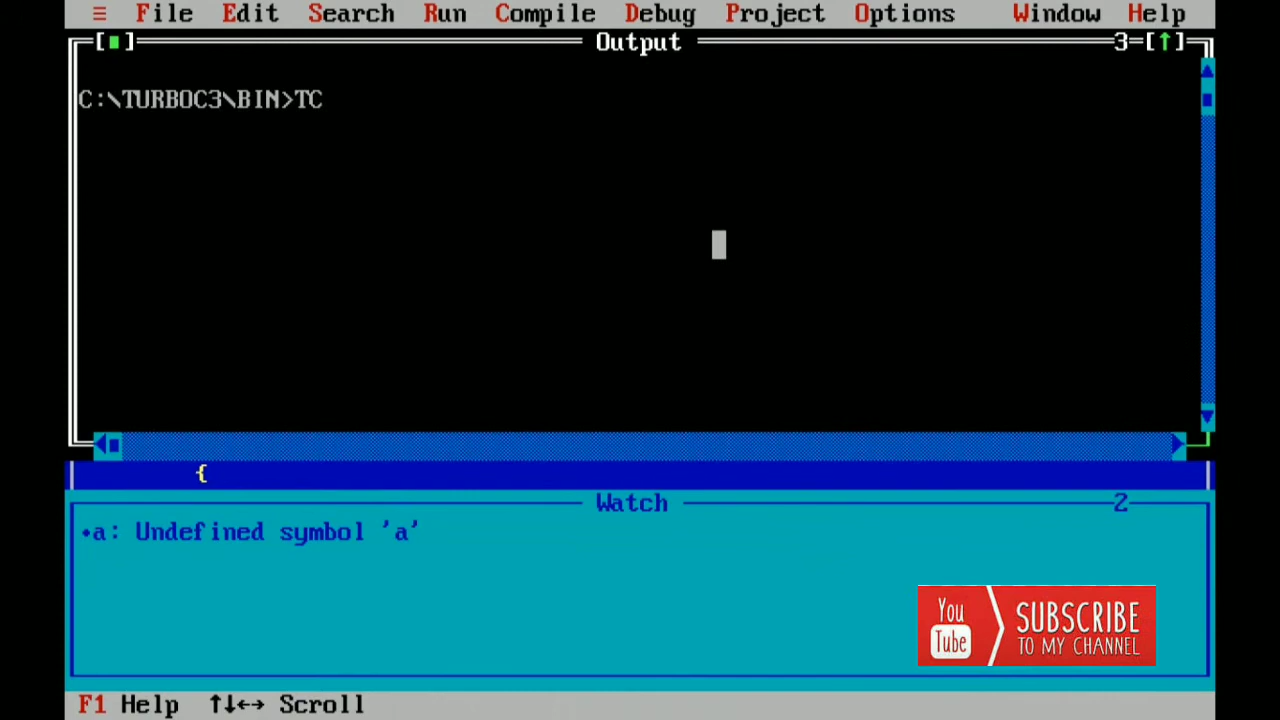 ≡ File Edit Search Run Compile Debug Project Options Window Help
[■] Output 3=[↑]
C:\TURBOC3\BIN>TC
{
Watch 2
•a: Undefined symbol 'a'
You Tube SUBSCRIBE
TO MY CHANNEL
F1 Help ↑↓←→ Scroll